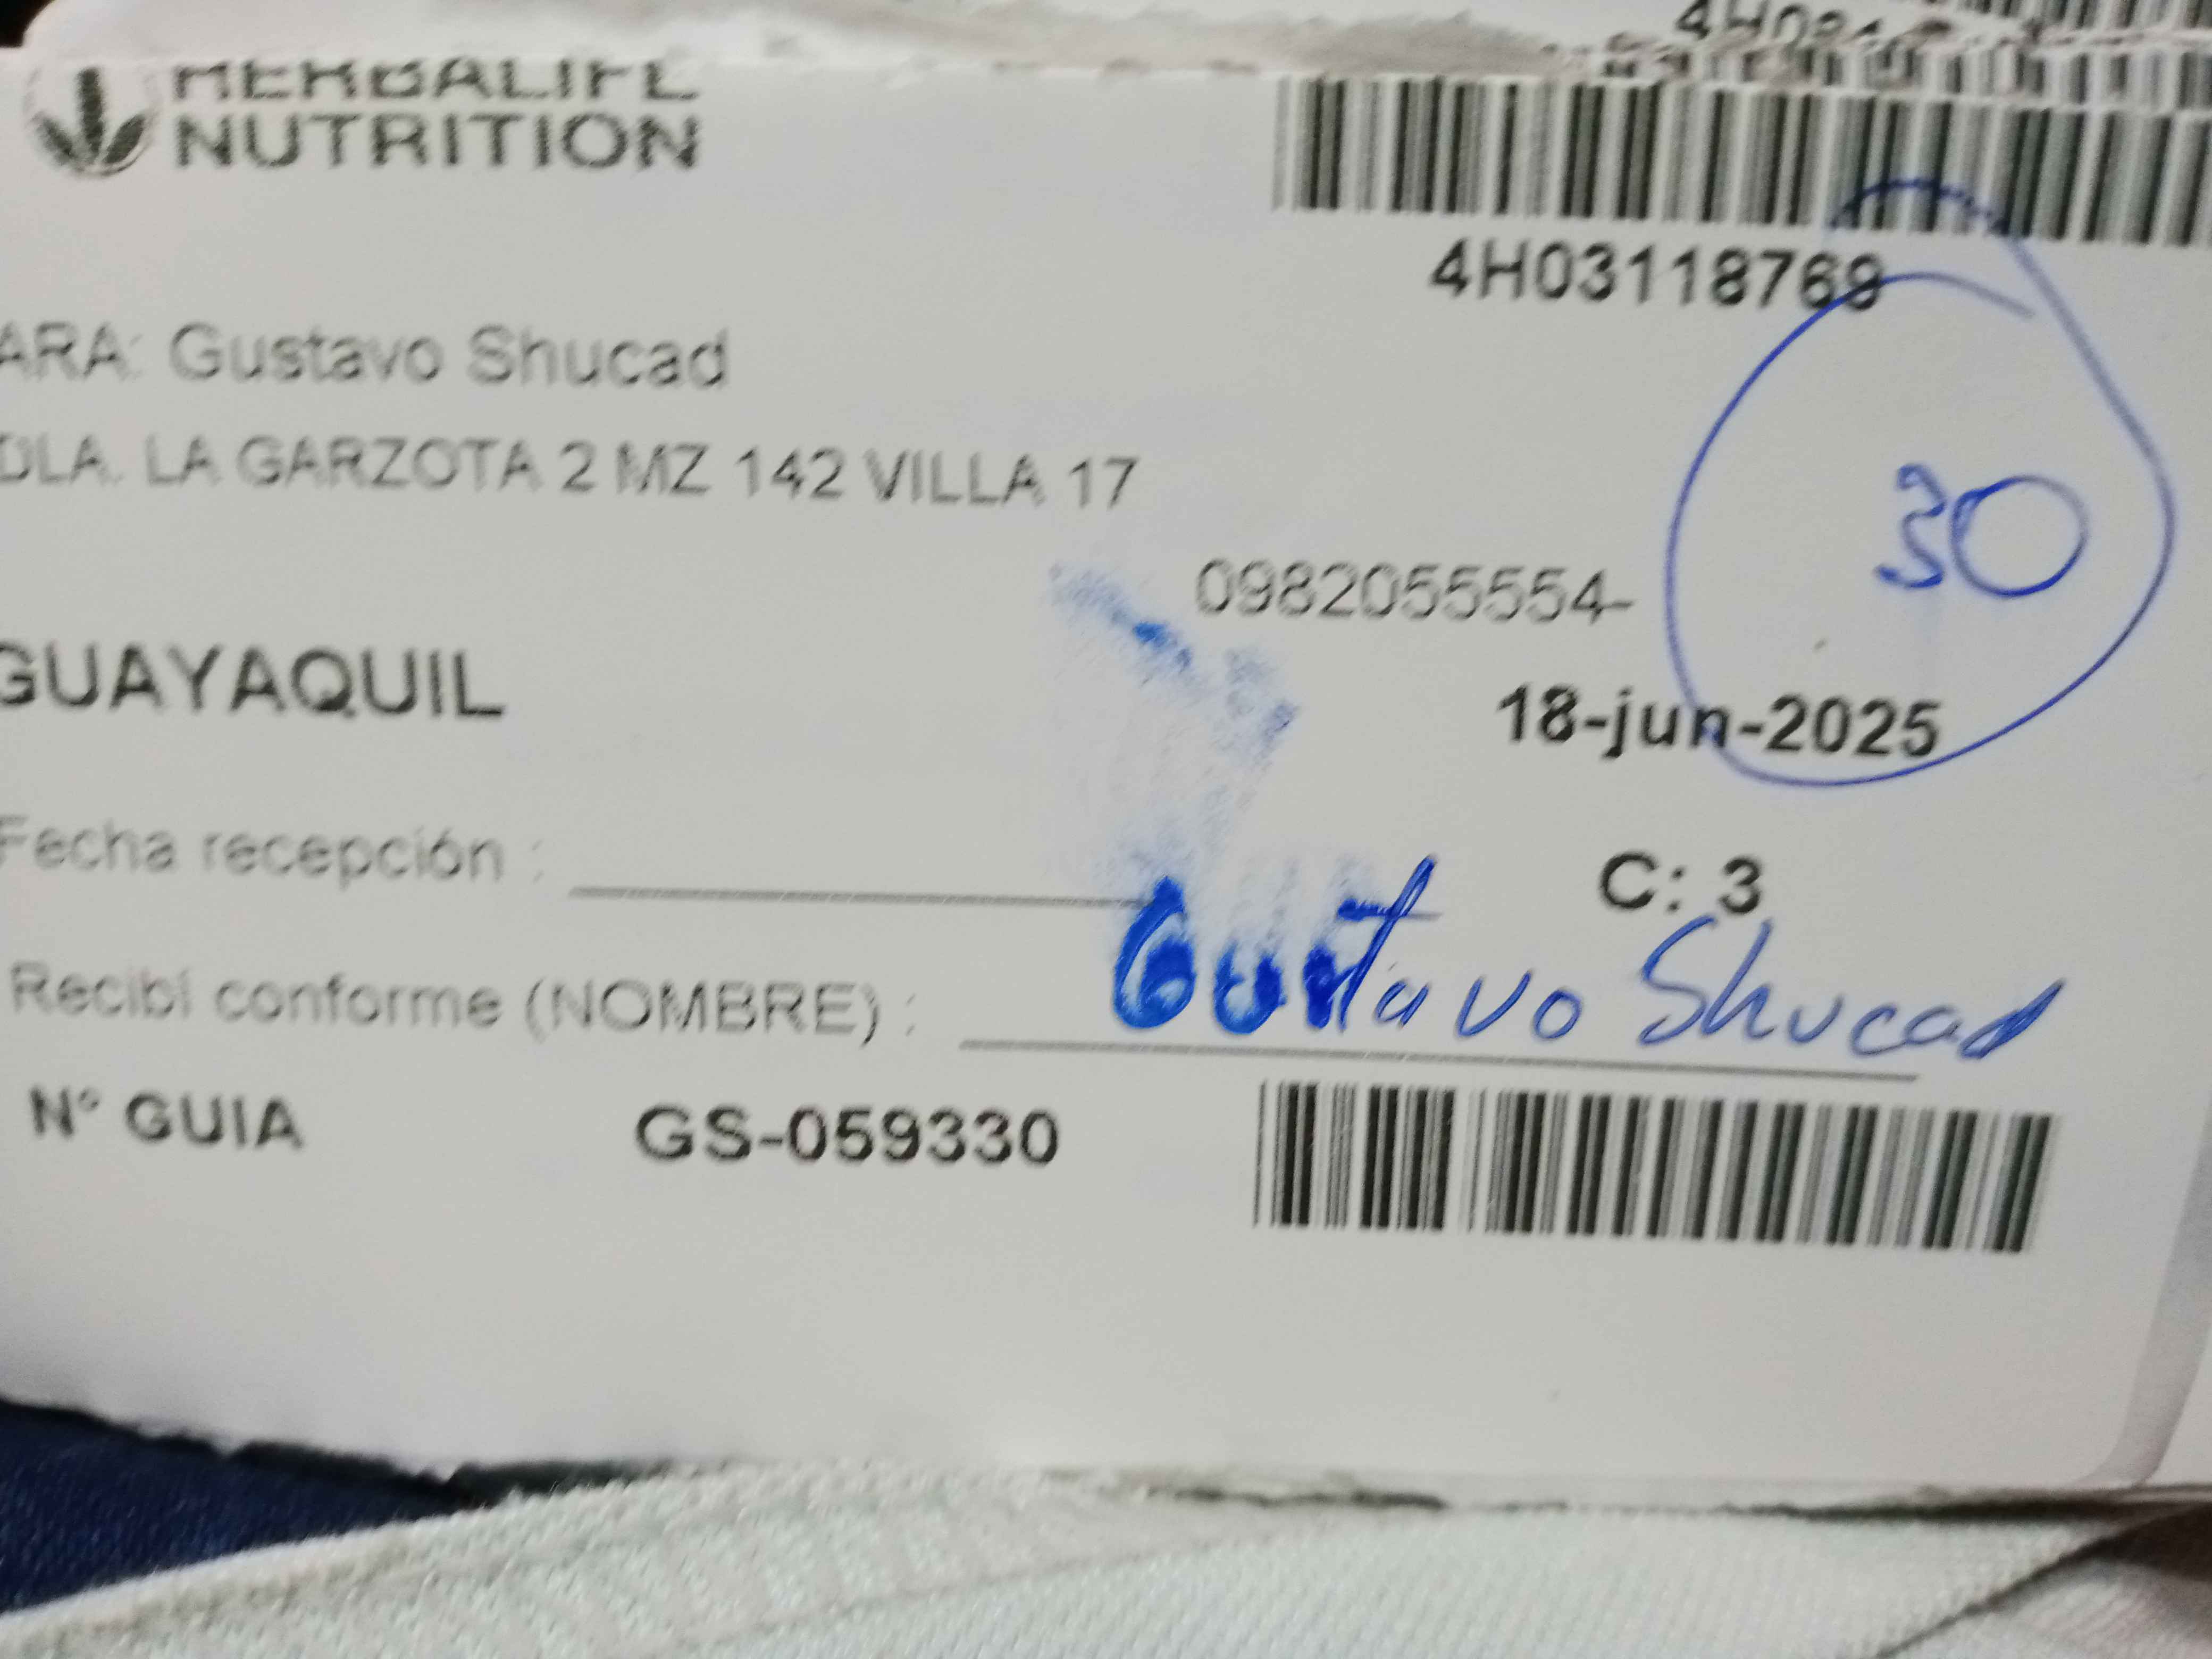 HERBALIFE
NUTRITION
4H03118769
ARA: Gustavo Shucad
DLA. LA GARZOTA 2 MZ 142 VILLA 17
30
0982055554-
GUAYAQUIL
18-jun-2025
Fecha recepción :
C: 3
Recibí conforme (NOMBRE) : Gustavo Shucad
N° GUIA GS-059330